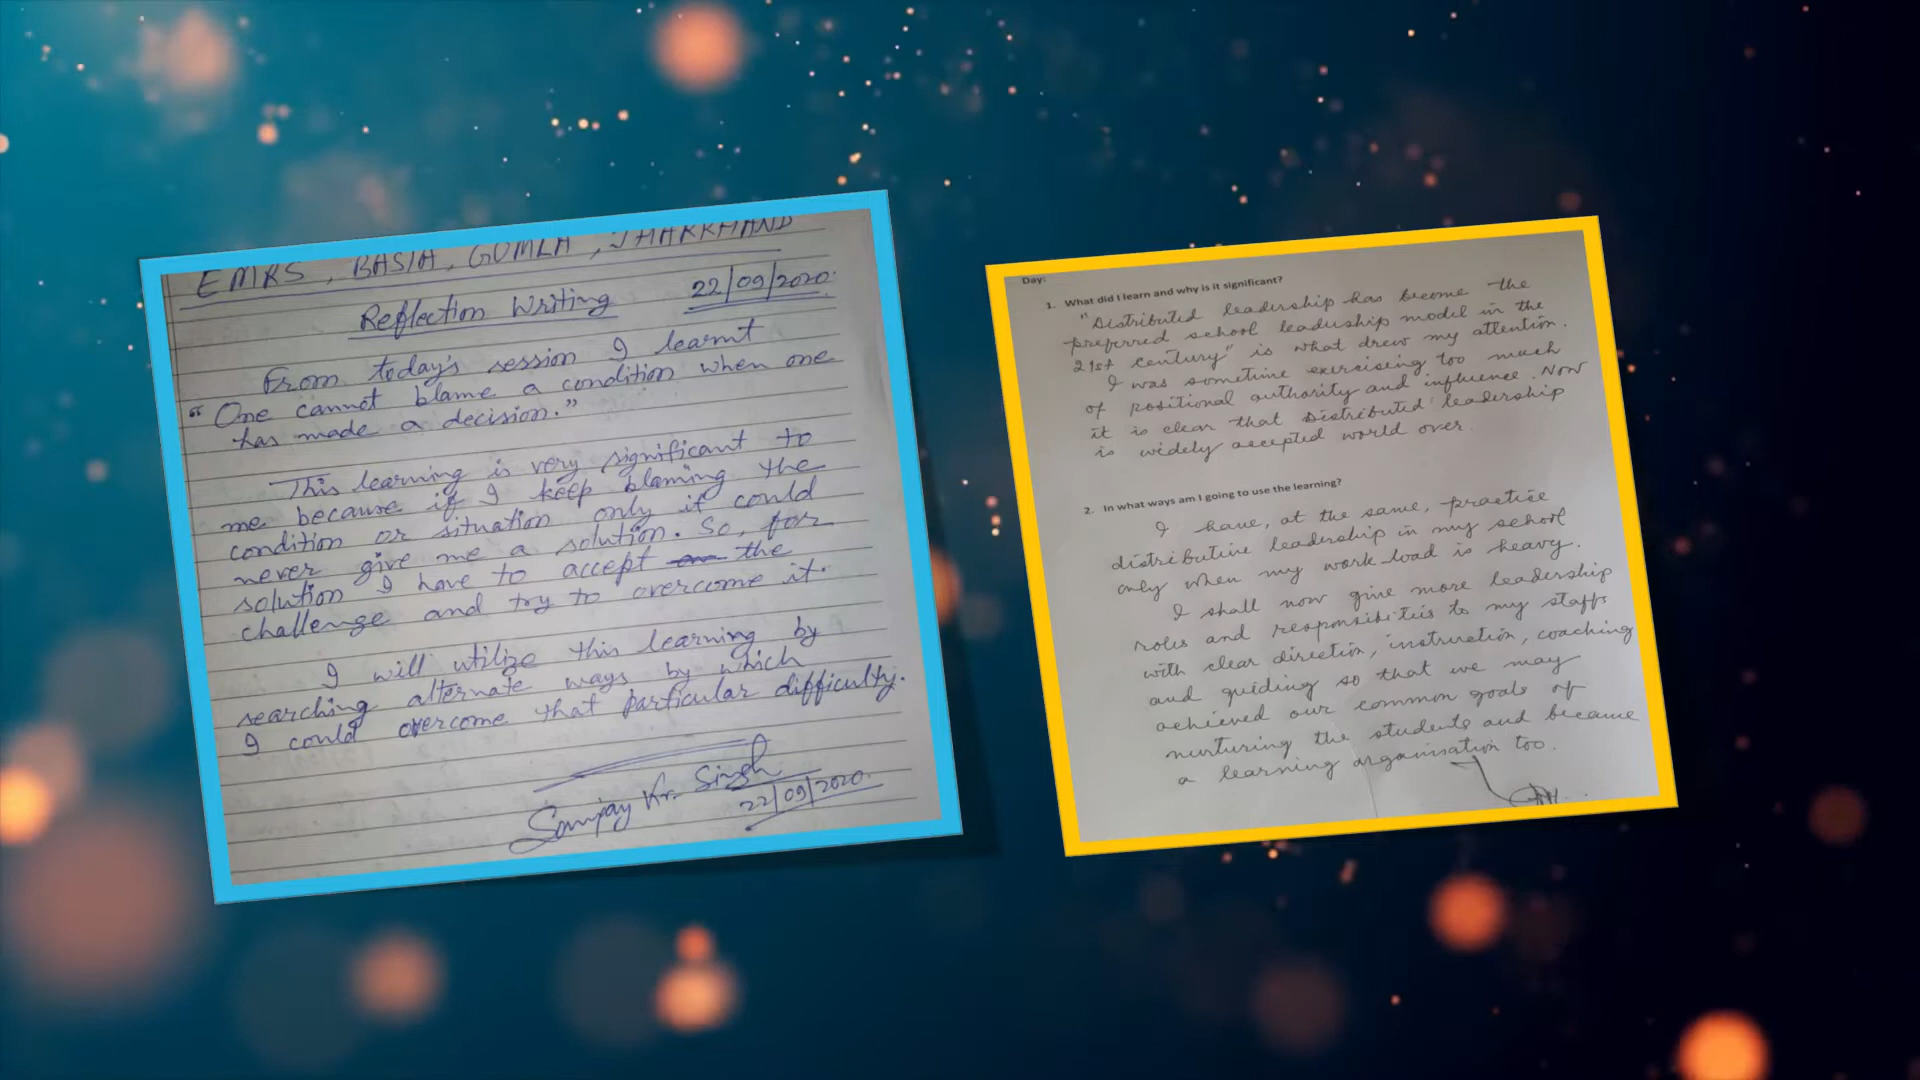 EMRS, BASIA, GUMLA, JHARKHAND
Reflection Writing 22/09/2020
From today's session I learnt
"One cannot blame a condition when one
has made a decision."
This learning is very significant to
me because if I keep blaming the
condition or situation only it could
never give me a solution. So, for
solution I have to accept the
challenge and try to overcome it.
I will utilize this learning by
searching alternate ways by which
I could overcome that particular difficulty.
Sanjay Kr. Singh
22/09/2020
Day:
1. What did I learn and why is it significant?
"Distributed leadership has become the
preferred school leadership model in the
21st century" is what drew my attention.
I was sometime exercising too much
of positional authority and influence. Now
it is clear that Distributed leadership
is widely accepted world over.
2. In what ways am I going to use the learning?
I have, at the same, practice
distributive leadership in my school
only when my work load is heavy.
I shall now give more leadership
roles and responsibilities to my staffs
with clear direction, instruction, coaching
and guiding so that we may
achieved our common goals of
nurturing the students and became
a learning organisation too.